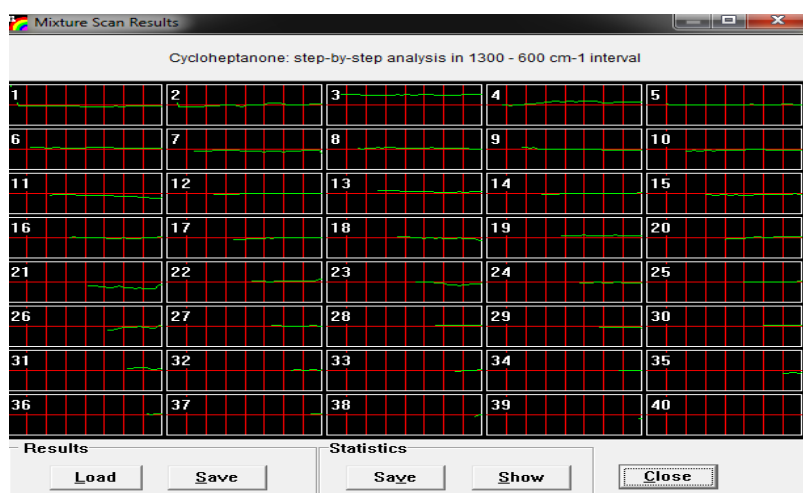 Mixture Scan Results
Cycloheptanone: step-by-step analysis in 1300 - 600 cm-1 interval
1 2 3 4 5
6 7 8 9 10
11 12 13 14 15
16 17 18 19 20
21 22 23 24 25
26 27 28 29 30
31 32 33 34 35
36 37 38 39 40
Results Statistics
Load Save Save Show Close